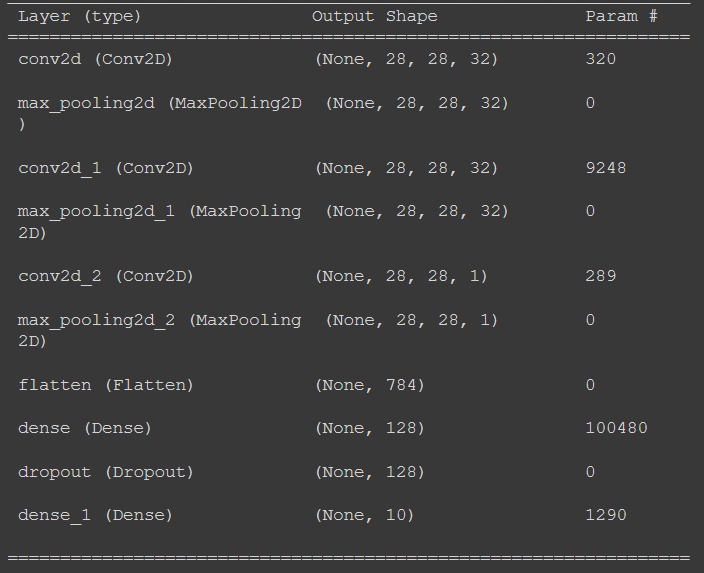 Layer (type) Output Shape Param #
=================================================================
conv2d (Conv2D) (None, 28, 28, 32) 320
max_pooling2d (MaxPooling2D (None, 28, 28, 32) 0
)
conv2d_1 (Conv2D) (None, 28, 28, 32) 9248
max_pooling2d_1 (MaxPooling (None, 28, 28, 32) 0
2D)
conv2d_2 (Conv2D) (None, 28, 28, 1) 289
max_pooling2d_2 (MaxPooling (None, 28, 28, 1) 0
2D)
flatten (Flatten) (None, 784) 0
dense (Dense) (None, 128) 100480
dropout (Dropout) (None, 128) 0
dense_1 (Dense) (None, 10) 1290
=================================================================